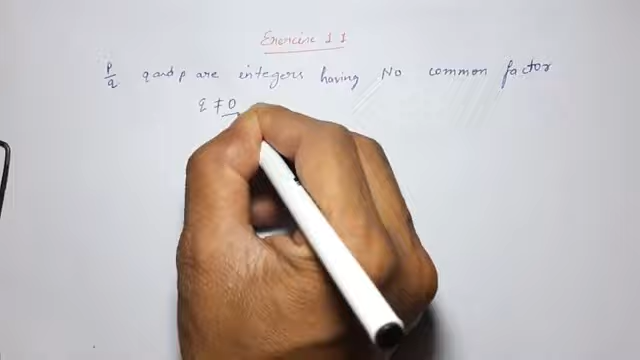 Exercise 1.1
p/q q and p are integers having No common factor
q ≠ 0